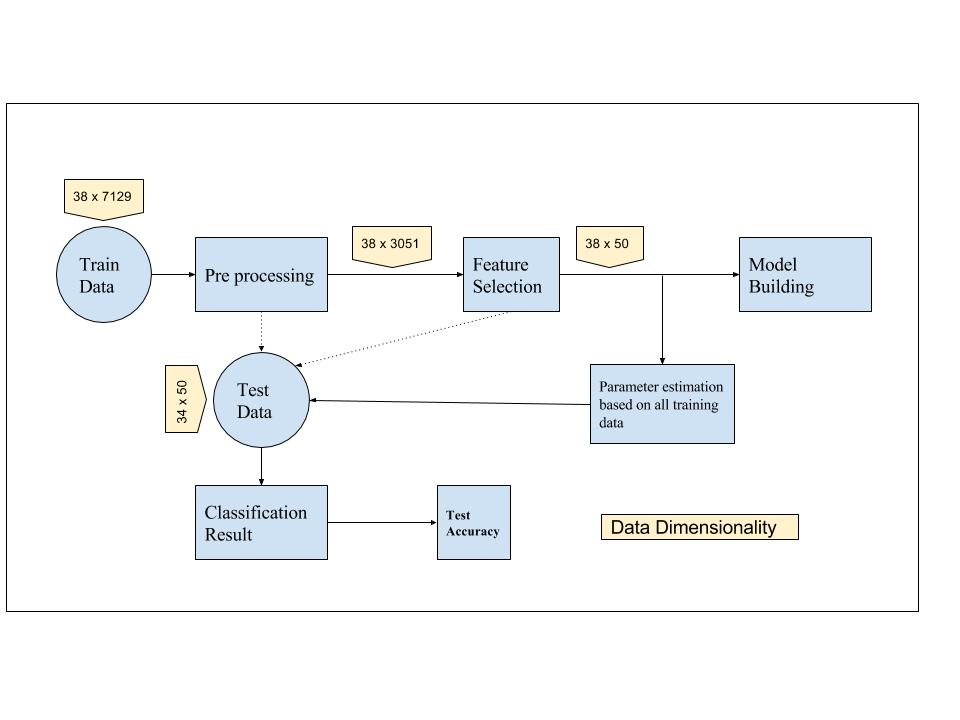 38 x 7129
Train
Data
Pre processing
38 x 3051
Feature
Selection
38 x 50
Model
Building
34 x 50
Test
Data
Parameter estimation
based on all training
data
Classification
Result
Test
Accuracy
Data Dimensionality